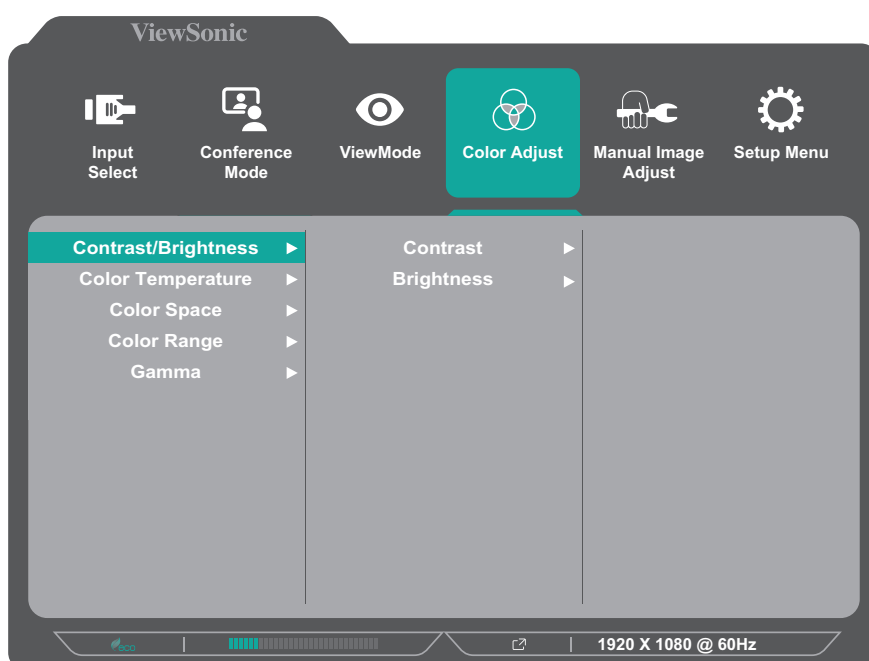 ViewSonic
Input
Select
Conference
Mode
ViewMode
Color Adjust
Manual Image
Adjust
Setup Menu
Contrast/Brightness
Color Temperature
Color Space
Color Range
Gamma
Contrast
Brightness
eco
1920 X 1080 @ 60Hz